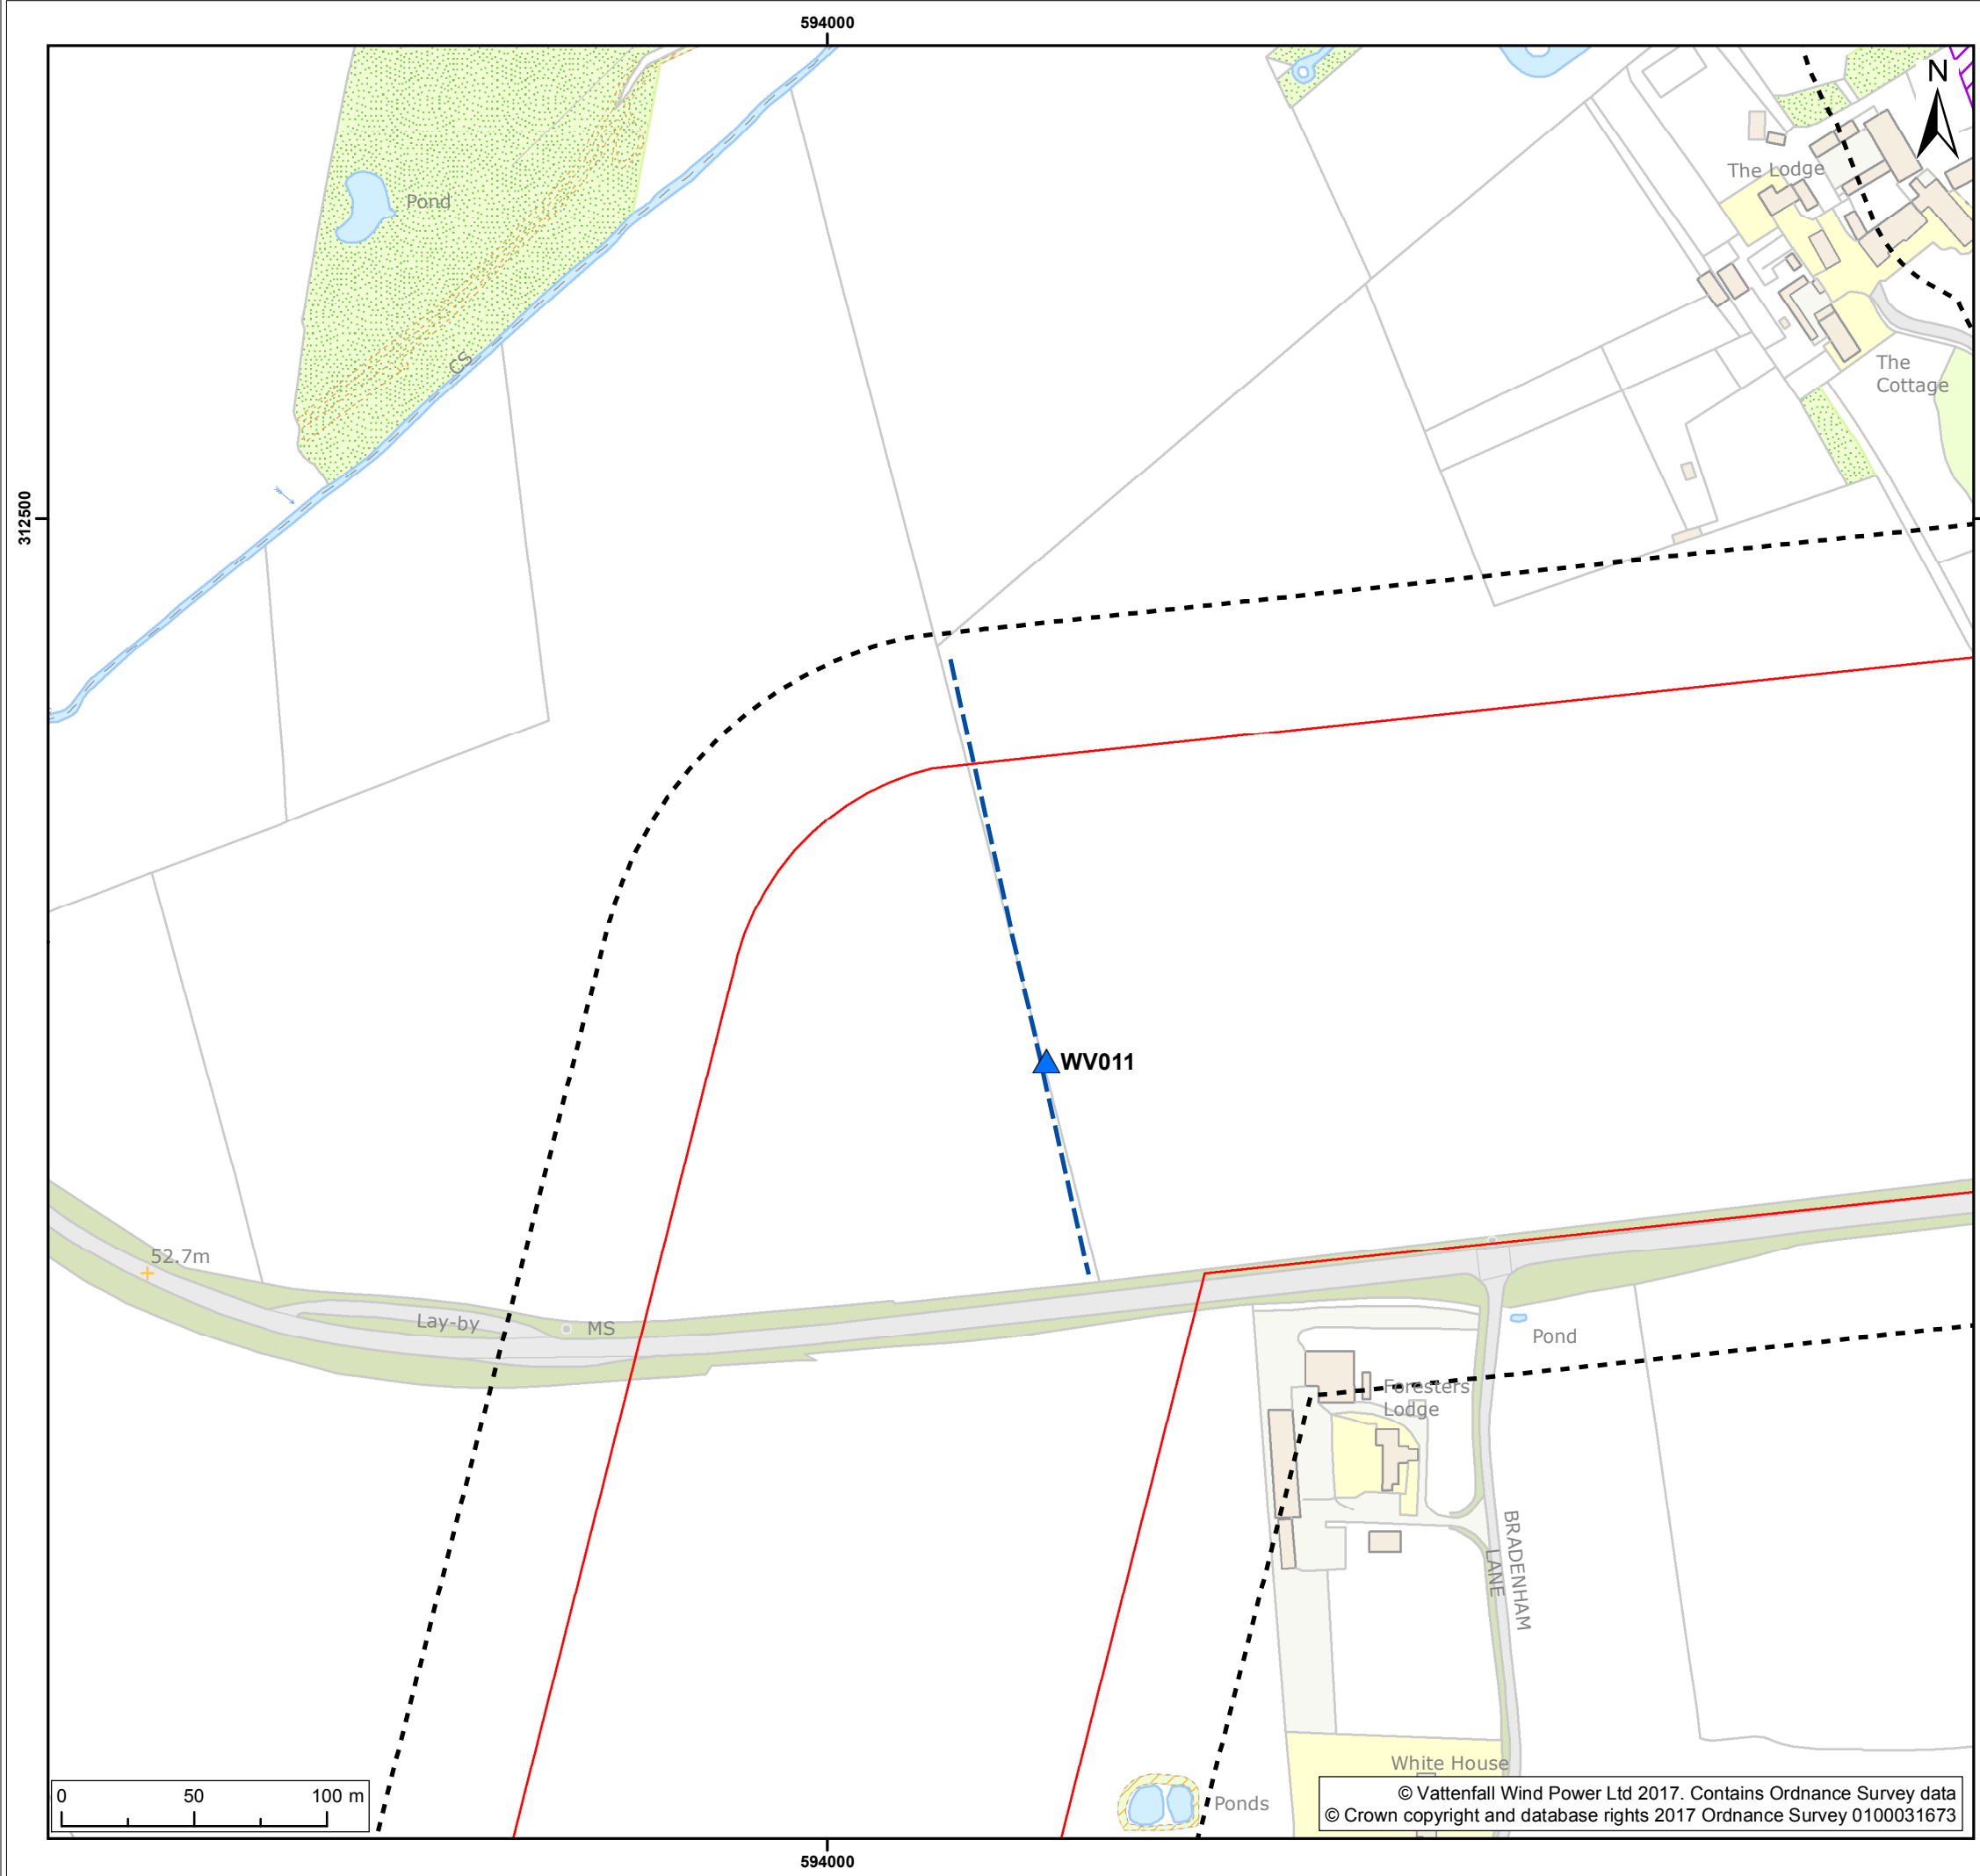 594000
N
The Lodge
Pond
CS
The
Cottage
312500
WV011
52.7m
Lay-by
MS
Pond
Foresters
Lodge
BRADENHAM
LANE
White House
Ponds
0 50 100 m
© Vattenfall Wind Power Ltd 2017. Contains Ordnance Survey data
© Crown copyright and database rights 2017 Ordnance Survey 0100031673
594000